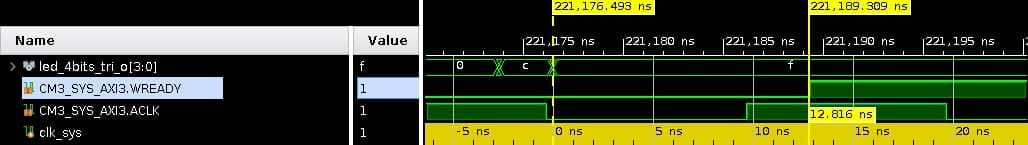 221,176.493 ns 221,189.309 ns
Name Value 221,175 ns 221,180 ns 221,185 ns 221,190 ns 221,195 ns
led_4bits_tri_o[3:0] f 0 c f
CM3_SYS_AXI3.WREADY 1
CM3_SYS_AXI3.ACLK 1 12.816 ns
clk_sys 1 -5 ns 0 ns 5 ns 10 ns 15 ns 20 ns